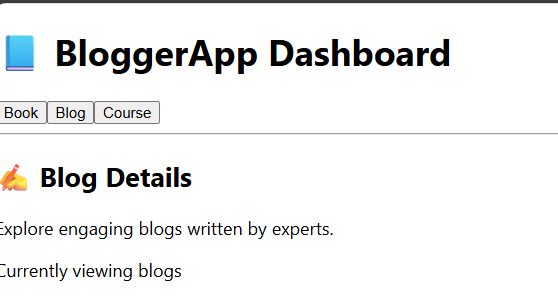 📘 BloggerApp Dashboard
Book Blog Course
✍️ Blog Details
Explore engaging blogs written by experts.
Currently viewing blogs